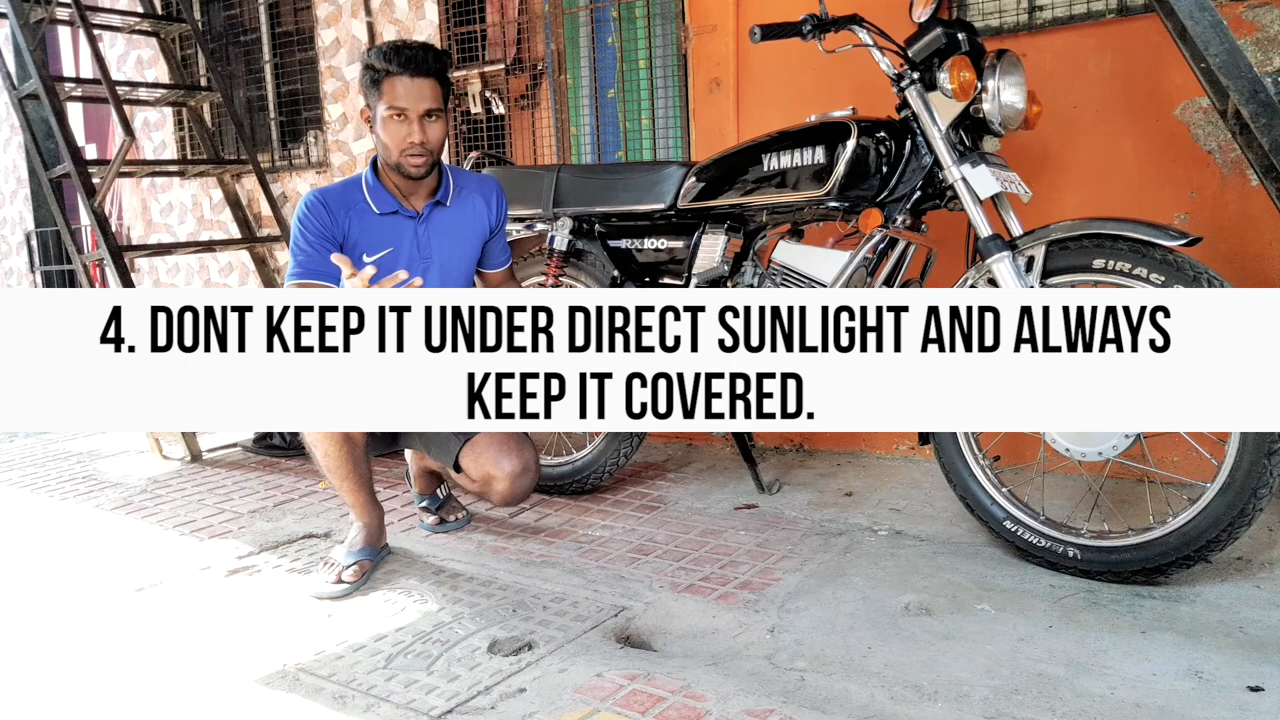 YAMAHA
RX100
SIRAC
4. DONT KEEP IT UNDER DIRECT SUNLIGHT AND ALWAYS
KEEP IT COVERED.
MICHELIN